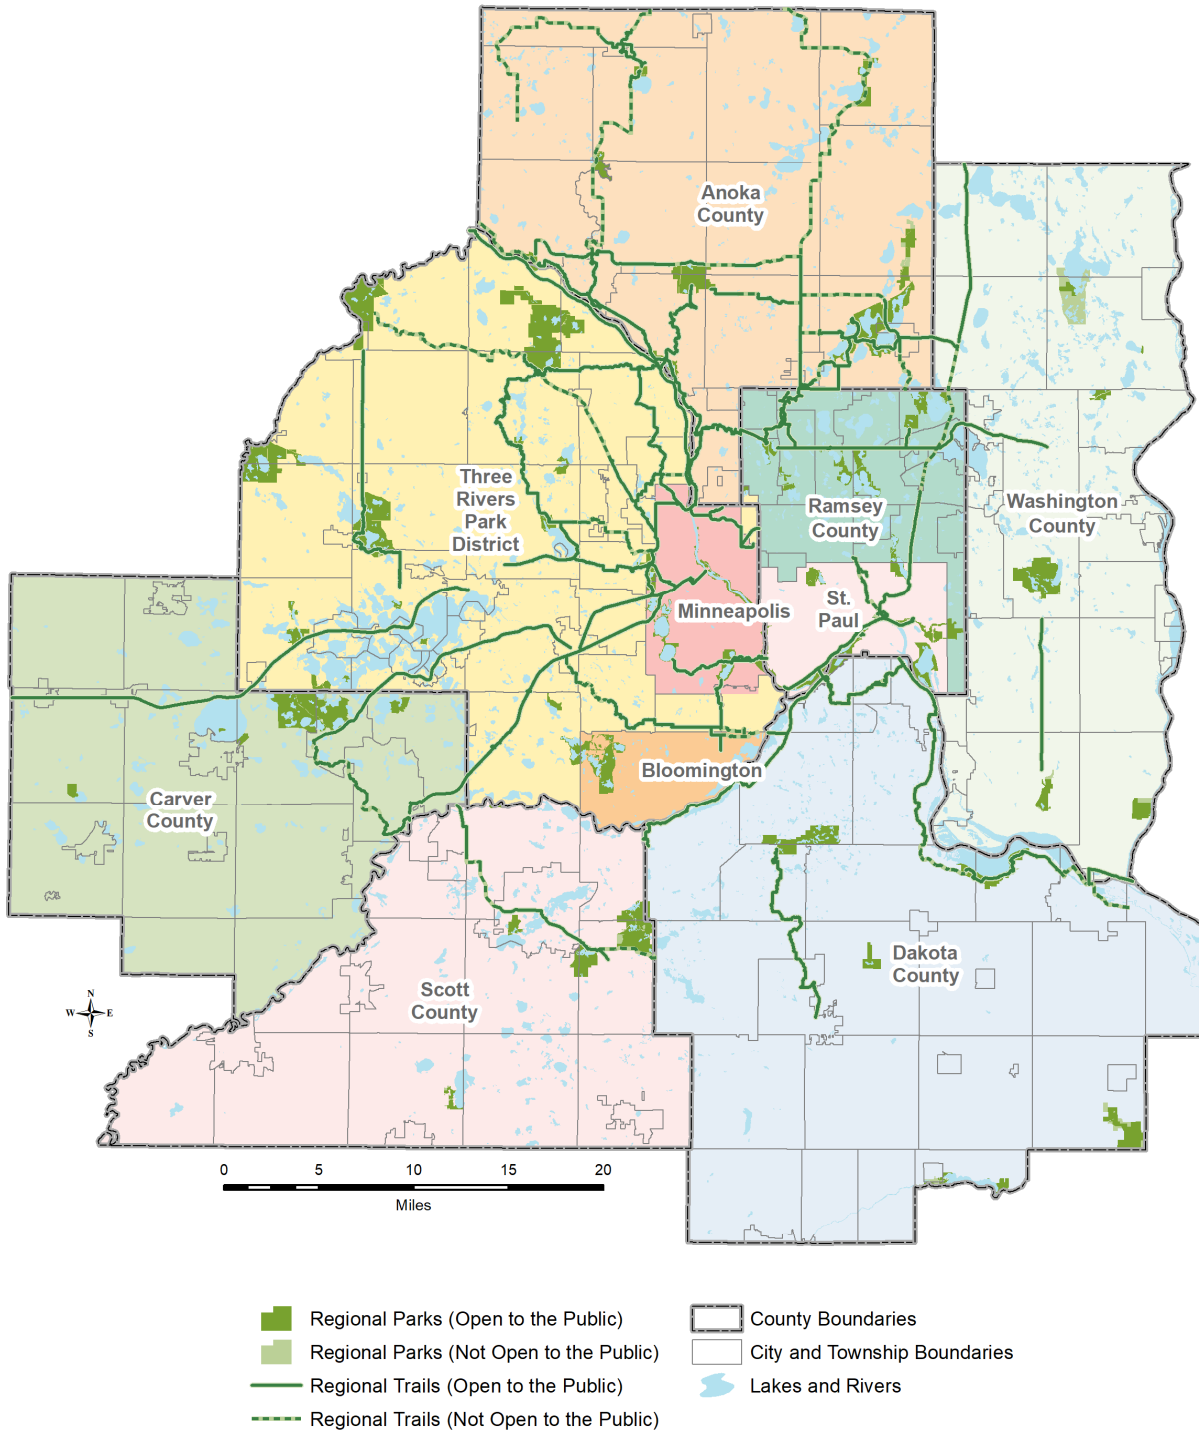 Anoka
County
Three
Rivers
Park
District
Ramsey
County
Washington
County
Minneapolis
St.
Paul
Bloomington
Carver
County
Dakota
County
Scott
County
N
W E
S
0 5 10 15 20
Miles
Regional Parks (Open to the Public)
Regional Parks (Not Open to the Public)
Regional Trails (Open to the Public)
Regional Trails (Not Open to the Public)
County Boundaries
City and Township Boundaries
Lakes and Rivers